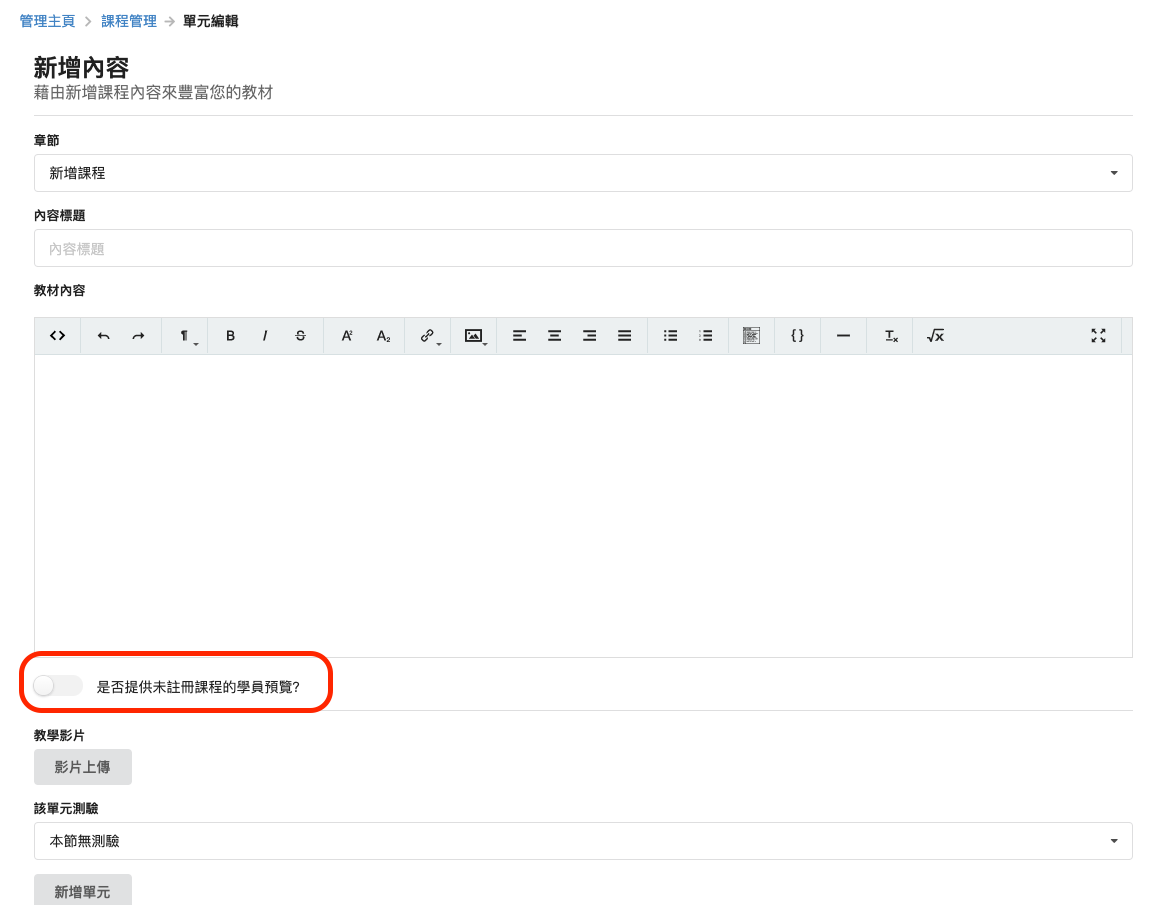 管理主頁 > 課程管理 → 單元編輯
新增內容
藉由新增課程內容來豐富您的教材
章節
新增課程
內容標題
內容標題
教材內容
<> ¶ B I S A² A₂ {} — Tx √x
是否提供未註冊課程的學員預覽?
教學影片
影片上傳
該單元測驗
本節無測驗
新增單元